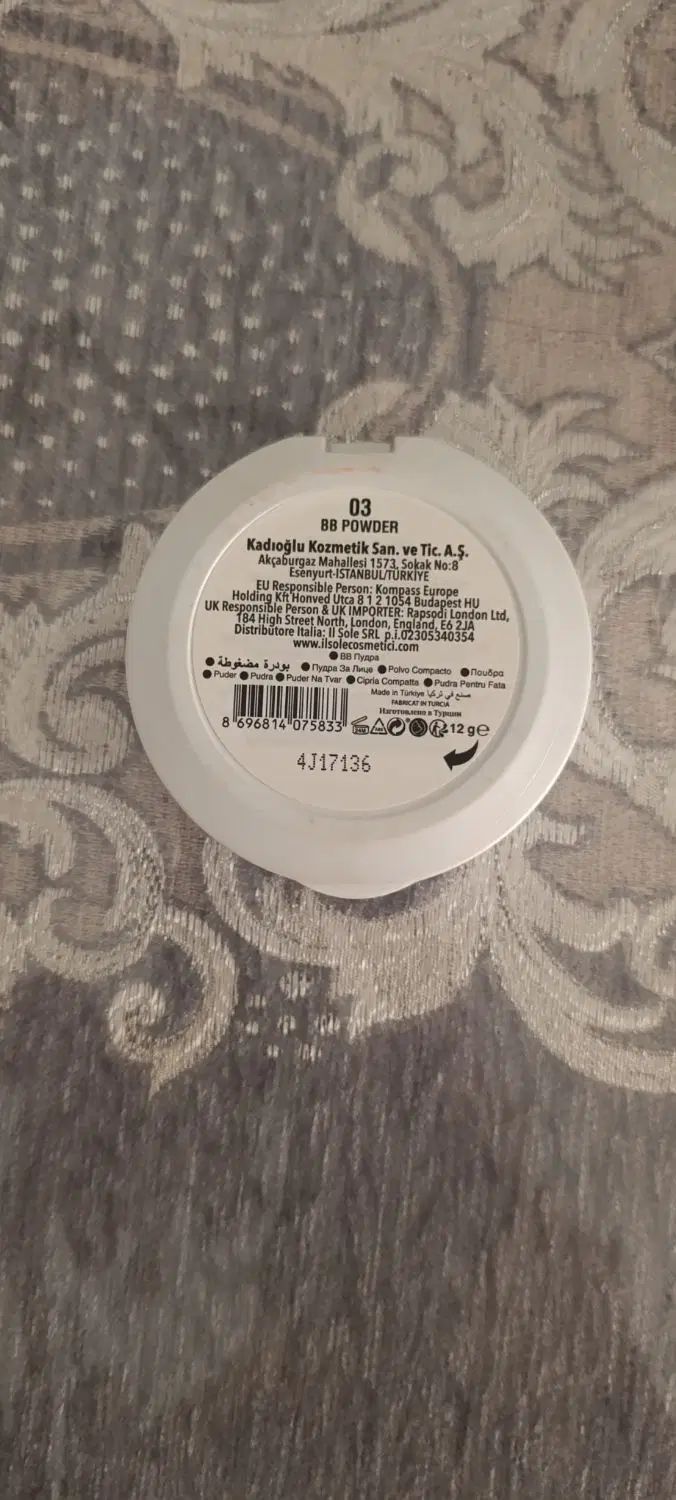 03
BB POWDER
Kadıoğlu Kozmetik San. ve Tic. A.Ş.
Akçaburgaz Mahallesi 1573, Sokak No:8
Esenyurt-İSTANBUL/TÜRKİYE
EU Responsible Person: Kompass Europe
Holding Kft Honved Utca 8 1 2 1054 Budapest HU
UK Responsible Person & UK IMPORTER: Rapsodi London Ltd,
184 High Street North, London, England, E6 2JA
Distribütore Italia: Il Sole SRL p.i.02305340354
www.ilsolecosmetici.com
● BB Пудра
● بودرة مضغوطة ● Пудра За Лице ● Polvo Compacto ● Πουδρα
● Puder ● Pudra ● Puder Na Tvar ● Cipria Compatta ● Pudra Pentru Fata
Made in Türkiye صنع في تركيا
FABRICAT IN TURCIA
Изготовлено в Турции
8 696814 075833
24M 12 g ℮
4J17136